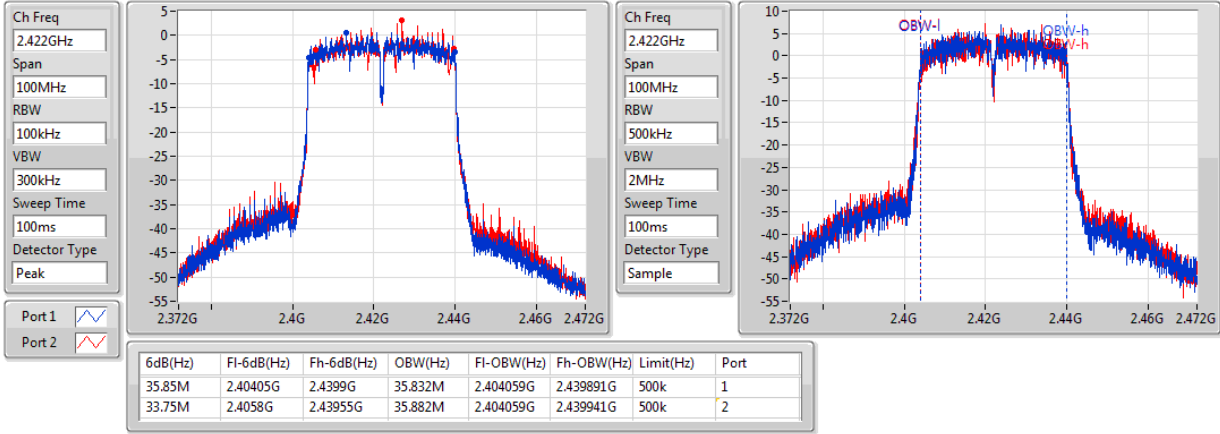 Ch Freq
2.422GHz
Span
100MHz
RBW
100kHz
VBW
300kHz
Sweep Time
100ms
Detector Type
Peak
5
0
-5
-10
-15
-20
-25
-30
-35
-40
-45
-50
-55
2.372G 2.4G 2.42G 2.44G 2.46G 2.472G
Ch Freq
2.422GHz
Span
100MHz
RBW
500kHz
VBW
2MHz
Sweep Time
100ms
Detector Type
Sample
10
5
0
-5
-10
-15
-20
-25
-30
-35
-40
-45
-50
-55
OBW-l
OBW-h
OBW-h
2.372G 2.4G 2.42G 2.44G 2.46G 2.472G
Port 1
Port 2
6dB(Hz) Fl-6dB(Hz) Fh-6dB(Hz) OBW(Hz) Fl-OBW(Hz) Fh-OBW(Hz) Limit(Hz) Port
35.85M 2.40405G 2.4399G 35.832M 2.404059G 2.439891G 500k 1
33.75M 2.4058G 2.43955G 35.882M 2.404059G 2.439941G 500k 2